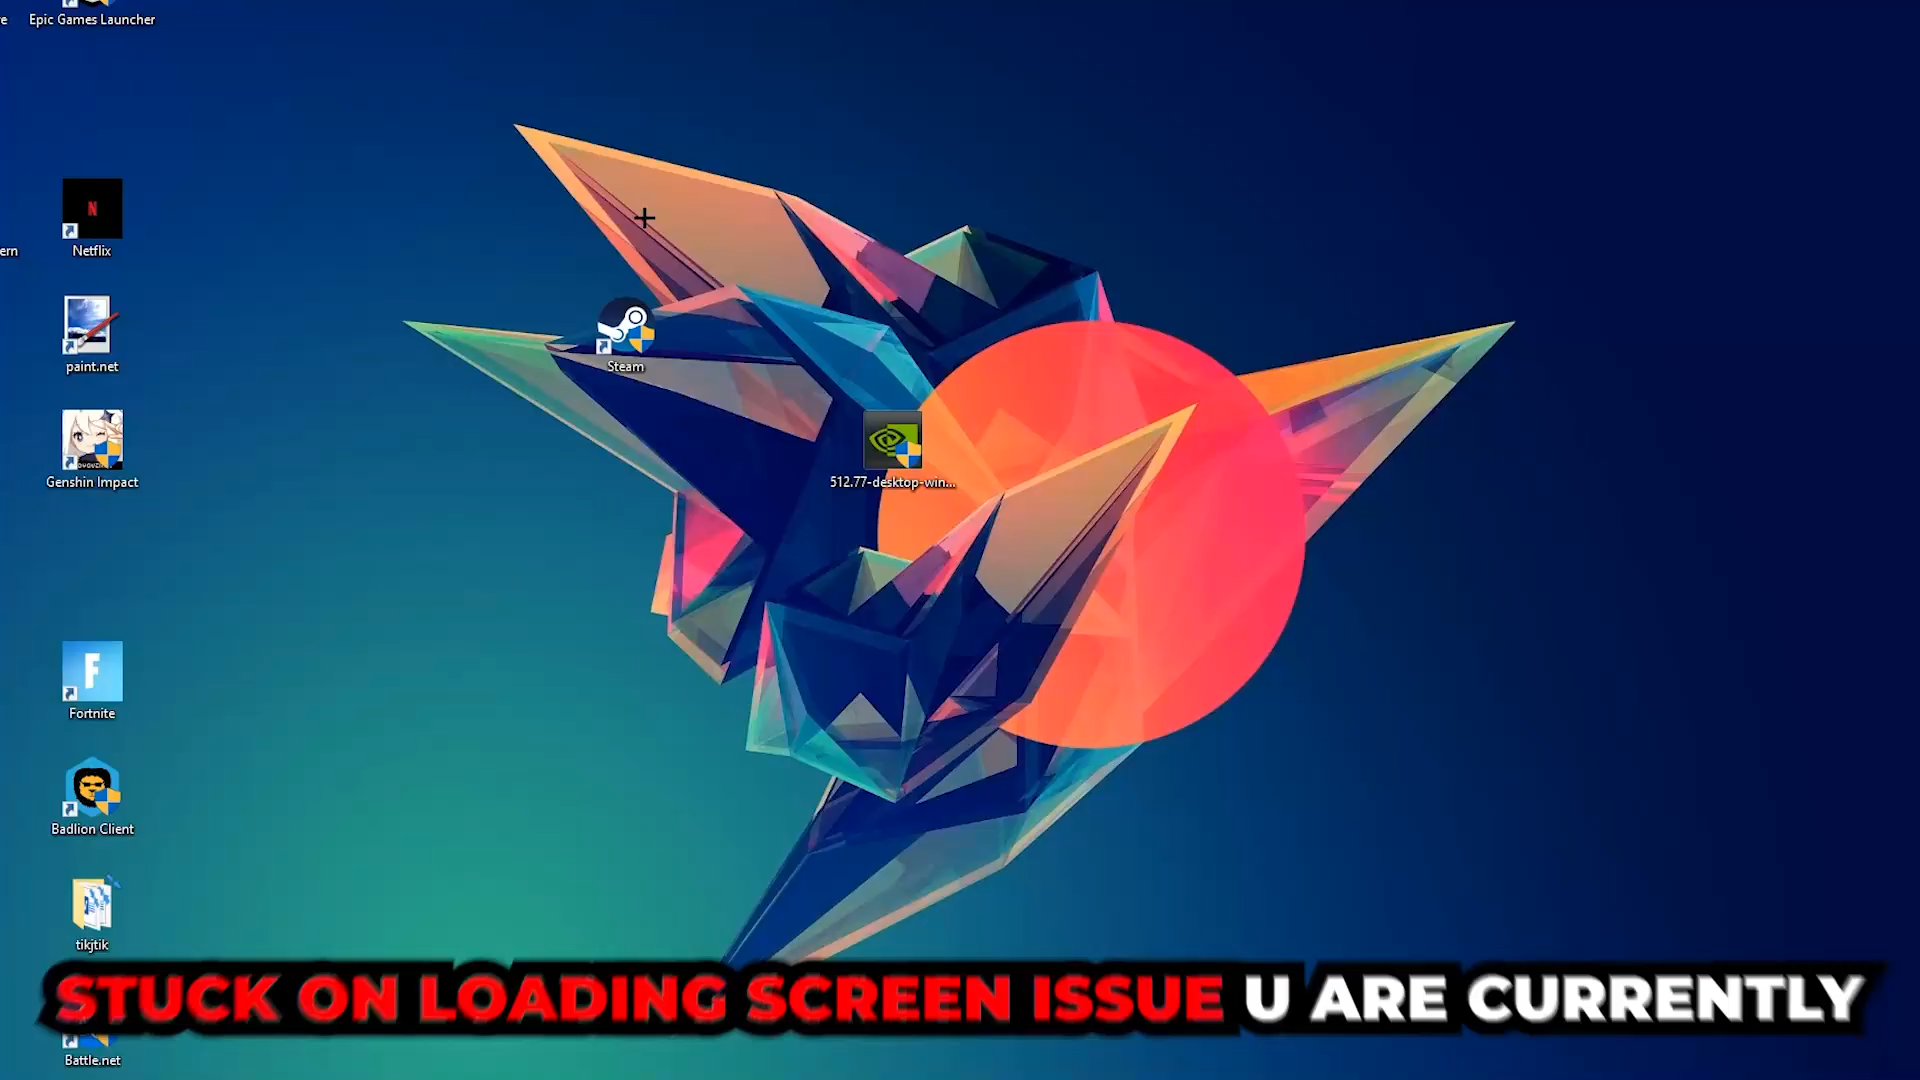 Epic Games Launcher
Netflix
ern
paint.net
Steam
Genshin Impact
512.77-desktop-win...
Fortnite
Badlion Client
tikjtik
STUCK ON LOADING SCREEN ISSUE U ARE CURRENTLY
Battle.net